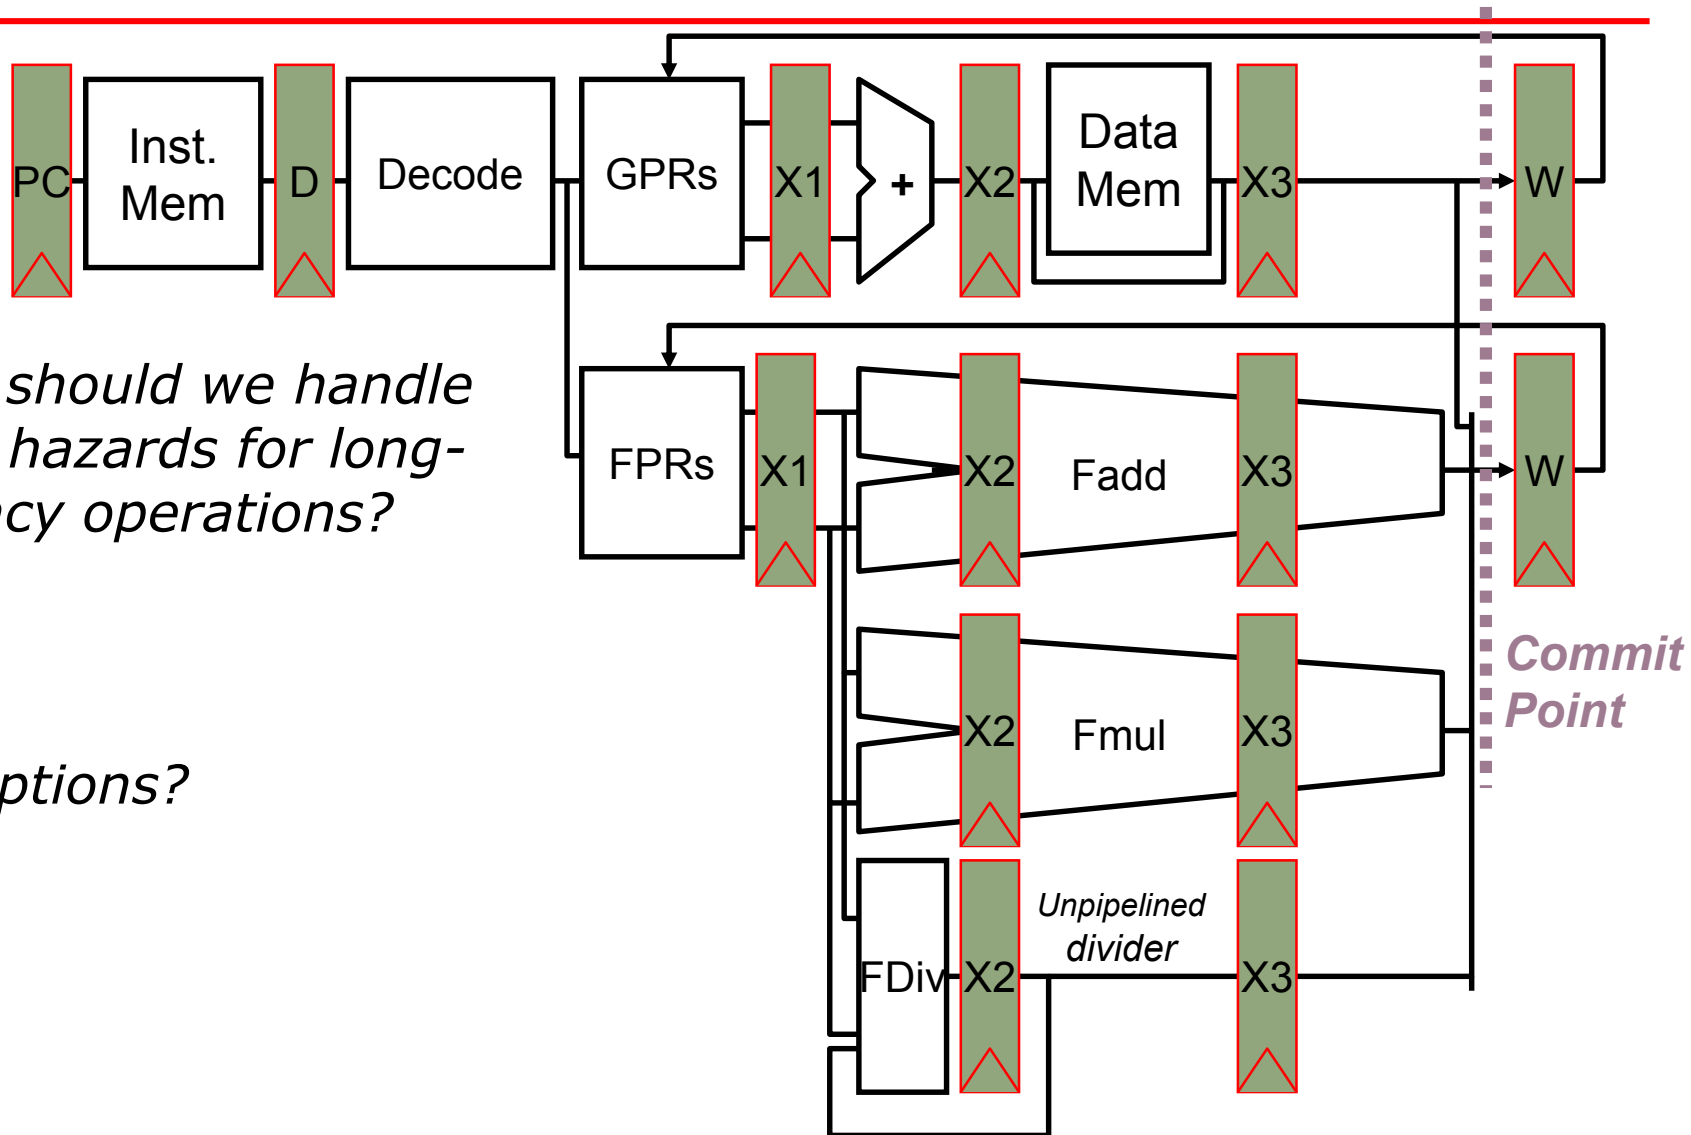 PC
Inst.
Mem
D
Decode
GPRs
X1
+
X2
Data
Mem
X3
W
should we handle
hazards for long-
ncy operations?
ptions?
FPRs
X1
X2
Fadd
X3
W
X2
Fmul
X3
Commit
Point
FDiv
X2
Unpipelined
divider
X3